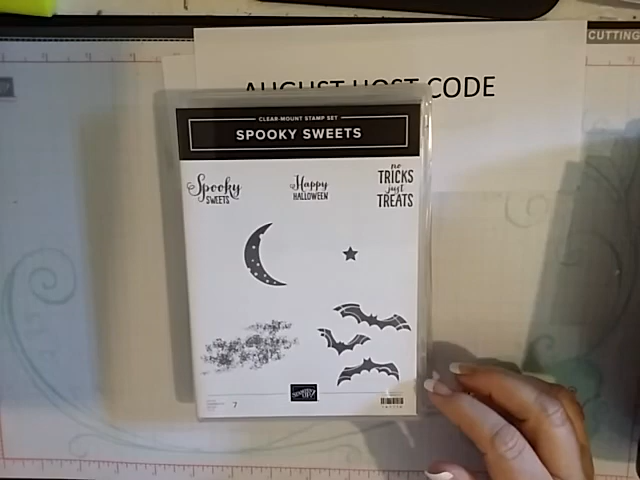 CUTTING
AUGUST HOST CODE
CLEAR-MOUNT STAMP SET
SPOOKY SWEETS
Spooky
SWEETS
Happy
HALLOWEEN
no
TRICKS
just
TREATS
7